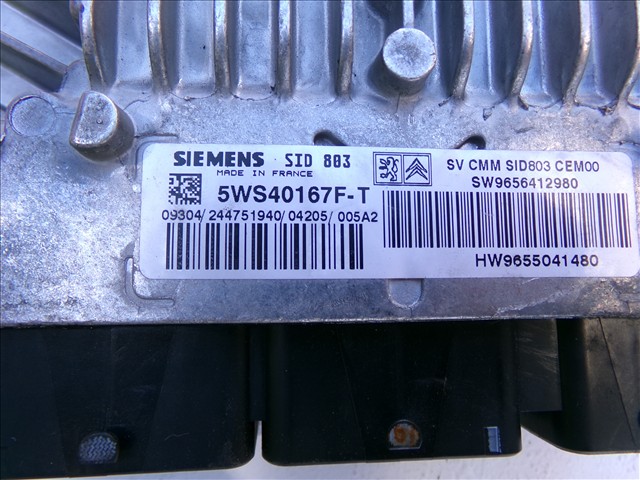 SIEMENS SID 803
MADE IN FRANCE
5WS40167F-T
09304/244751940/04205/005A2
SV CMM SID803 CEM00
SW9656412980
HW9655041480